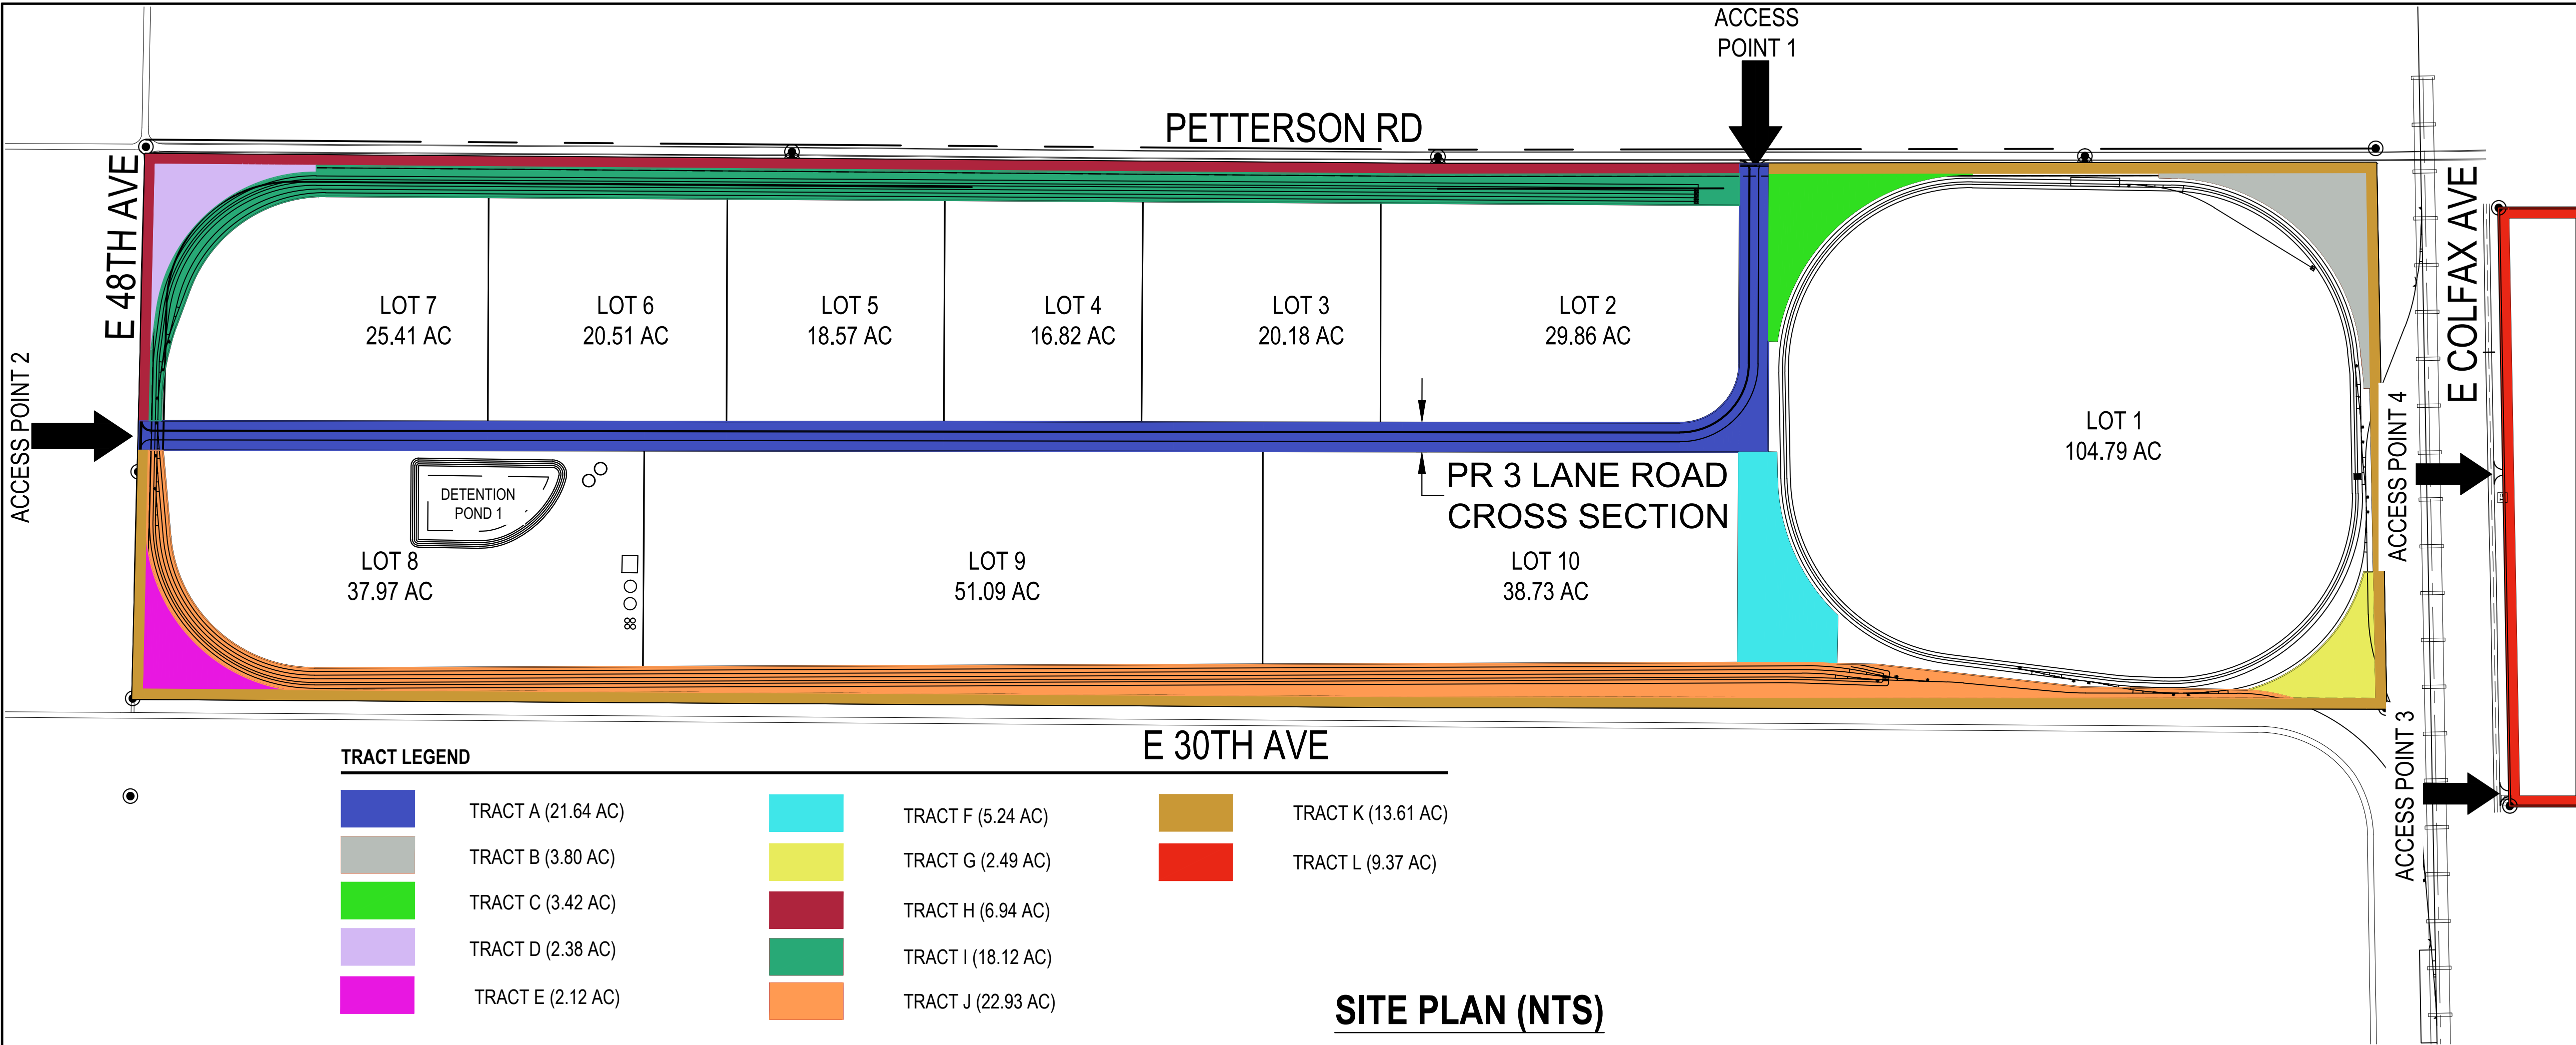 ACCESS
POINT 1
PETTERSON RD
E 48TH AVE
E COLFAX AVE
ACCESS POINT 2
LOT 7
25.41 AC
LOT 6
20.51 AC
LOT 5
18.57 AC
LOT 4
16.82 AC
LOT 3
20.18 AC
LOT 2
29.86 AC
LOT 1
104.79 AC
ACCESS POINT 4
PR 3 LANE ROAD
CROSS SECTION
DETENTION
POND 1
LOT 8
37.97 AC
LOT 9
51.09 AC
LOT 10
38.73 AC
ACCESS POINT 3
E 30TH AVE
TRACT LEGEND
TRACT A (21.64 AC)
TRACT B (3.80 AC)
TRACT C (3.42 AC)
TRACT D (2.38 AC)
TRACT E (2.12 AC)
TRACT F (5.24 AC)
TRACT G (2.49 AC)
TRACT H (6.94 AC)
TRACT I (18.12 AC)
TRACT J (22.93 AC)
TRACT K (13.61 AC)
TRACT L (9.37 AC)
SITE PLAN (NTS)